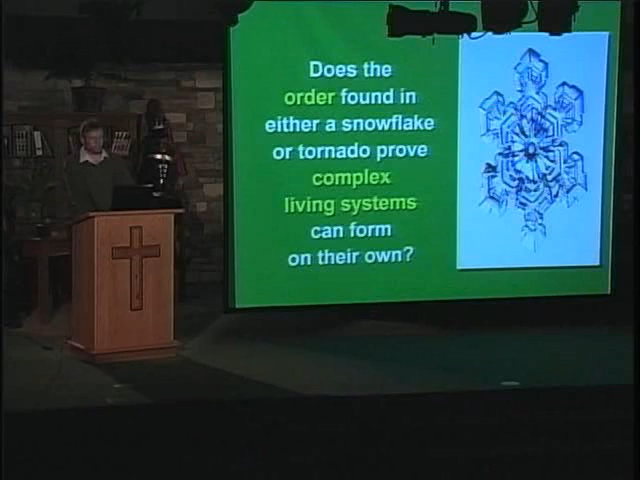 Does the
order found in
either a snowflake
or tornado prove
complex
living systems
can form
on their own?